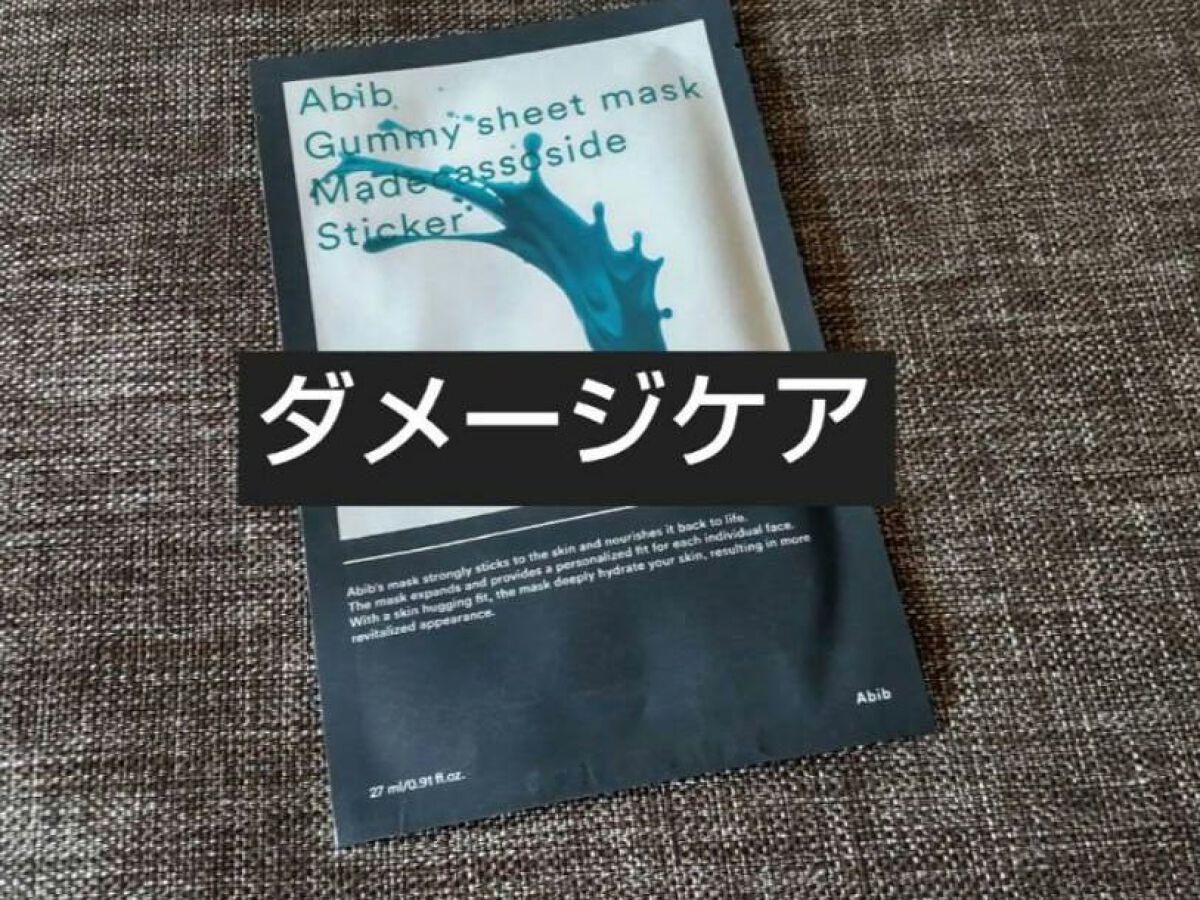 Abib
Gummy sheet mask
Madecassoside
Sticker
ダメージケア
Abib's mask strongly sticks to the skin and nourishes it back to life.
The mask expands and provides a personalized fit for each individual face.
With a skin hugging fit, the mask deeply hydrate your skin, resulting in more
revitalized appearance.
Abib
27 ml/0.91 fl.oz.